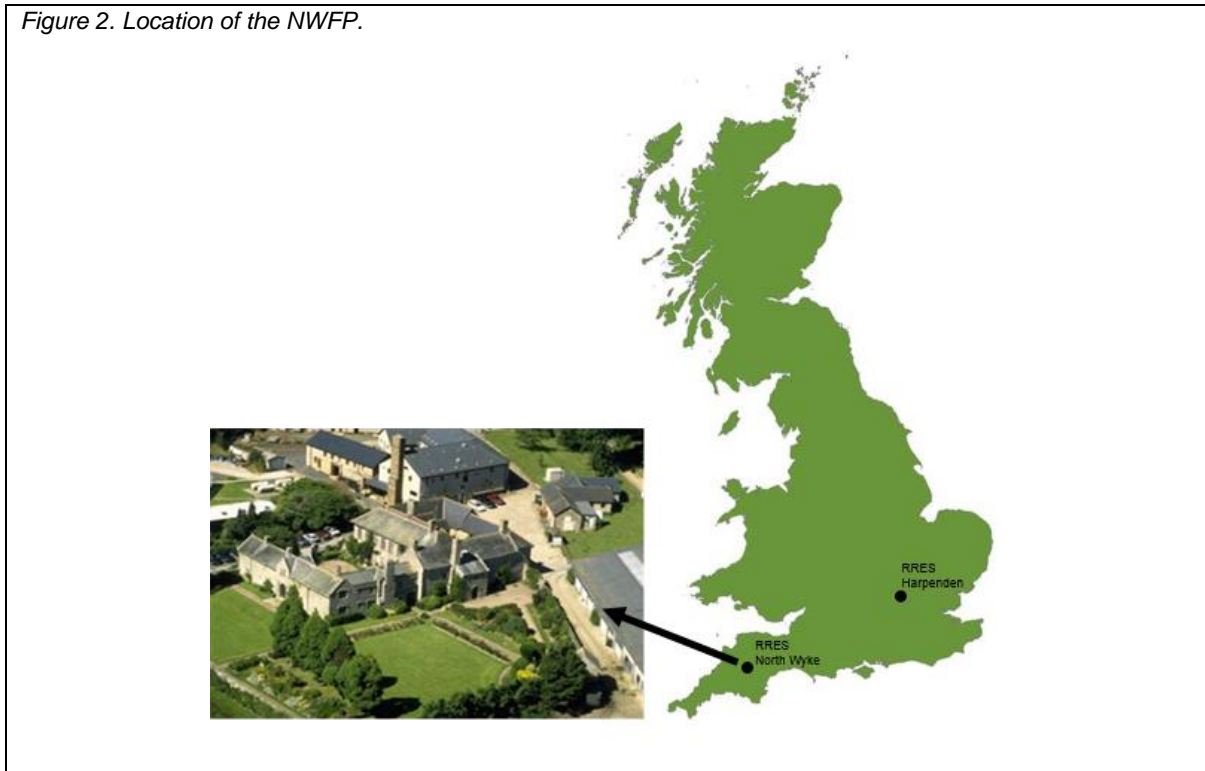 Figure 2. Location of the NWFP.
RRES
Harpenden
RRES
North Wyke